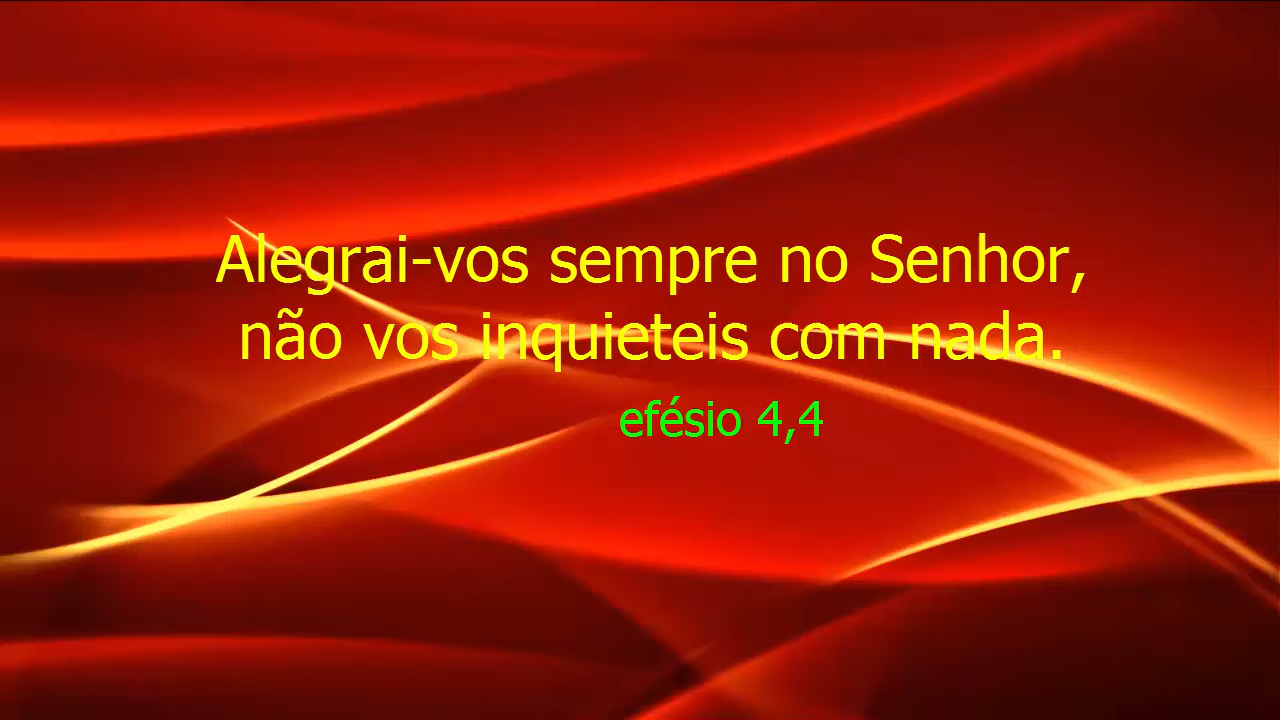 Alegrai-vos sempre no Senhor,
não vos inquieteis com nada.
efésio 4,4